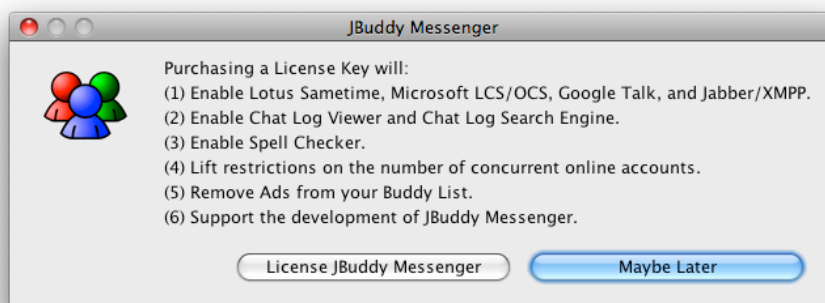 JBuddy Messenger
Purchasing a License Key will:
(1) Enable Lotus Sametime, Microsoft LCS/OCS, Google Talk, and Jabber/XMPP.
(2) Enable Chat Log Viewer and Chat Log Search Engine.
(3) Enable Spell Checker.
(4) Lift restrictions on the number of concurrent online accounts.
(5) Remove Ads from your Buddy List.
(6) Support the development of JBuddy Messenger.
License JBuddy Messenger Maybe Later